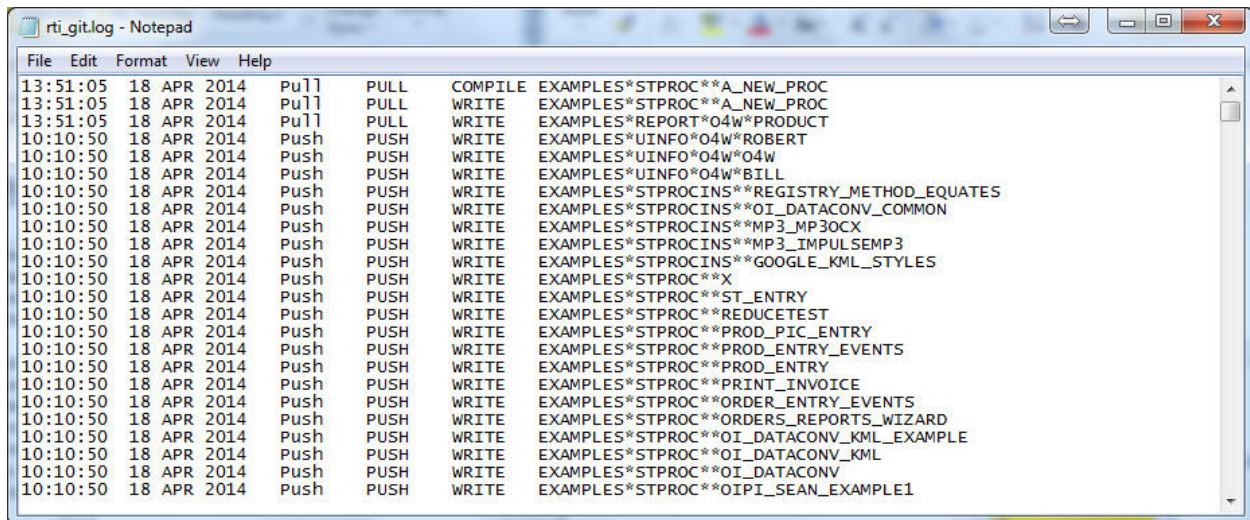 rti_git.log - Notepad
File Edit Format View Help
13:51:05 18 APR 2014 Pull PULL COMPILE EXAMPLES*STPROC**A_NEW_PROC
13:51:05 18 APR 2014 Pull PULL WRITE EXAMPLES*STPROC**A_NEW_PROC
13:51:05 18 APR 2014 Pull PULL WRITE EXAMPLES*REPORT*O4W*PRODUCT
10:10:50 18 APR 2014 Push PUSH WRITE EXAMPLES*UINFO*O4W*ROBERT
10:10:50 18 APR 2014 Push PUSH WRITE EXAMPLES*UINFO*O4W*O4W
10:10:50 18 APR 2014 Push PUSH WRITE EXAMPLES*UINFO*O4W*BILL
10:10:50 18 APR 2014 Push PUSH WRITE EXAMPLES*STPROCINS**REGISTRY_METHOD_EQUATES
10:10:50 18 APR 2014 Push PUSH WRITE EXAMPLES*STPROCINS**OI_DATACONV_COMMON
10:10:50 18 APR 2014 Push PUSH WRITE EXAMPLES*STPROCINS**MP3_MP3OCX
10:10:50 18 APR 2014 Push PUSH WRITE EXAMPLES*STPROCINS**MP3_IMPULSEMP3
10:10:50 18 APR 2014 Push PUSH WRITE EXAMPLES*STPROCINS**GOOGLE_KML_STYLES
10:10:50 18 APR 2014 Push PUSH WRITE EXAMPLES*STPROC**X
10:10:50 18 APR 2014 Push PUSH WRITE EXAMPLES*STPROC**ST_ENTRY
10:10:50 18 APR 2014 Push PUSH WRITE EXAMPLES*STPROC**REDUCETEST
10:10:50 18 APR 2014 Push PUSH WRITE EXAMPLES*STPROC**PROD_PIC_ENTRY
10:10:50 18 APR 2014 Push PUSH WRITE EXAMPLES*STPROC**PROD_ENTRY_EVENTS
10:10:50 18 APR 2014 Push PUSH WRITE EXAMPLES*STPROC**PROD_ENTRY
10:10:50 18 APR 2014 Push PUSH WRITE EXAMPLES*STPROC**PRINT_INVOICE
10:10:50 18 APR 2014 Push PUSH WRITE EXAMPLES*STPROC**ORDER_ENTRY_EVENTS
10:10:50 18 APR 2014 Push PUSH WRITE EXAMPLES*STPROC**ORDERS_REPORTS_WIZARD
10:10:50 18 APR 2014 Push PUSH WRITE EXAMPLES*STPROC**OI_DATACONV_KML_EXAMPLE
10:10:50 18 APR 2014 Push PUSH WRITE EXAMPLES*STPROC**OI_DATACONV_KML
10:10:50 18 APR 2014 Push PUSH WRITE EXAMPLES*STPROC**OI_DATACONV
10:10:50 18 APR 2014 Push PUSH WRITE EXAMPLES*STPROC**OIPI_SEAN_EXAMPLE1